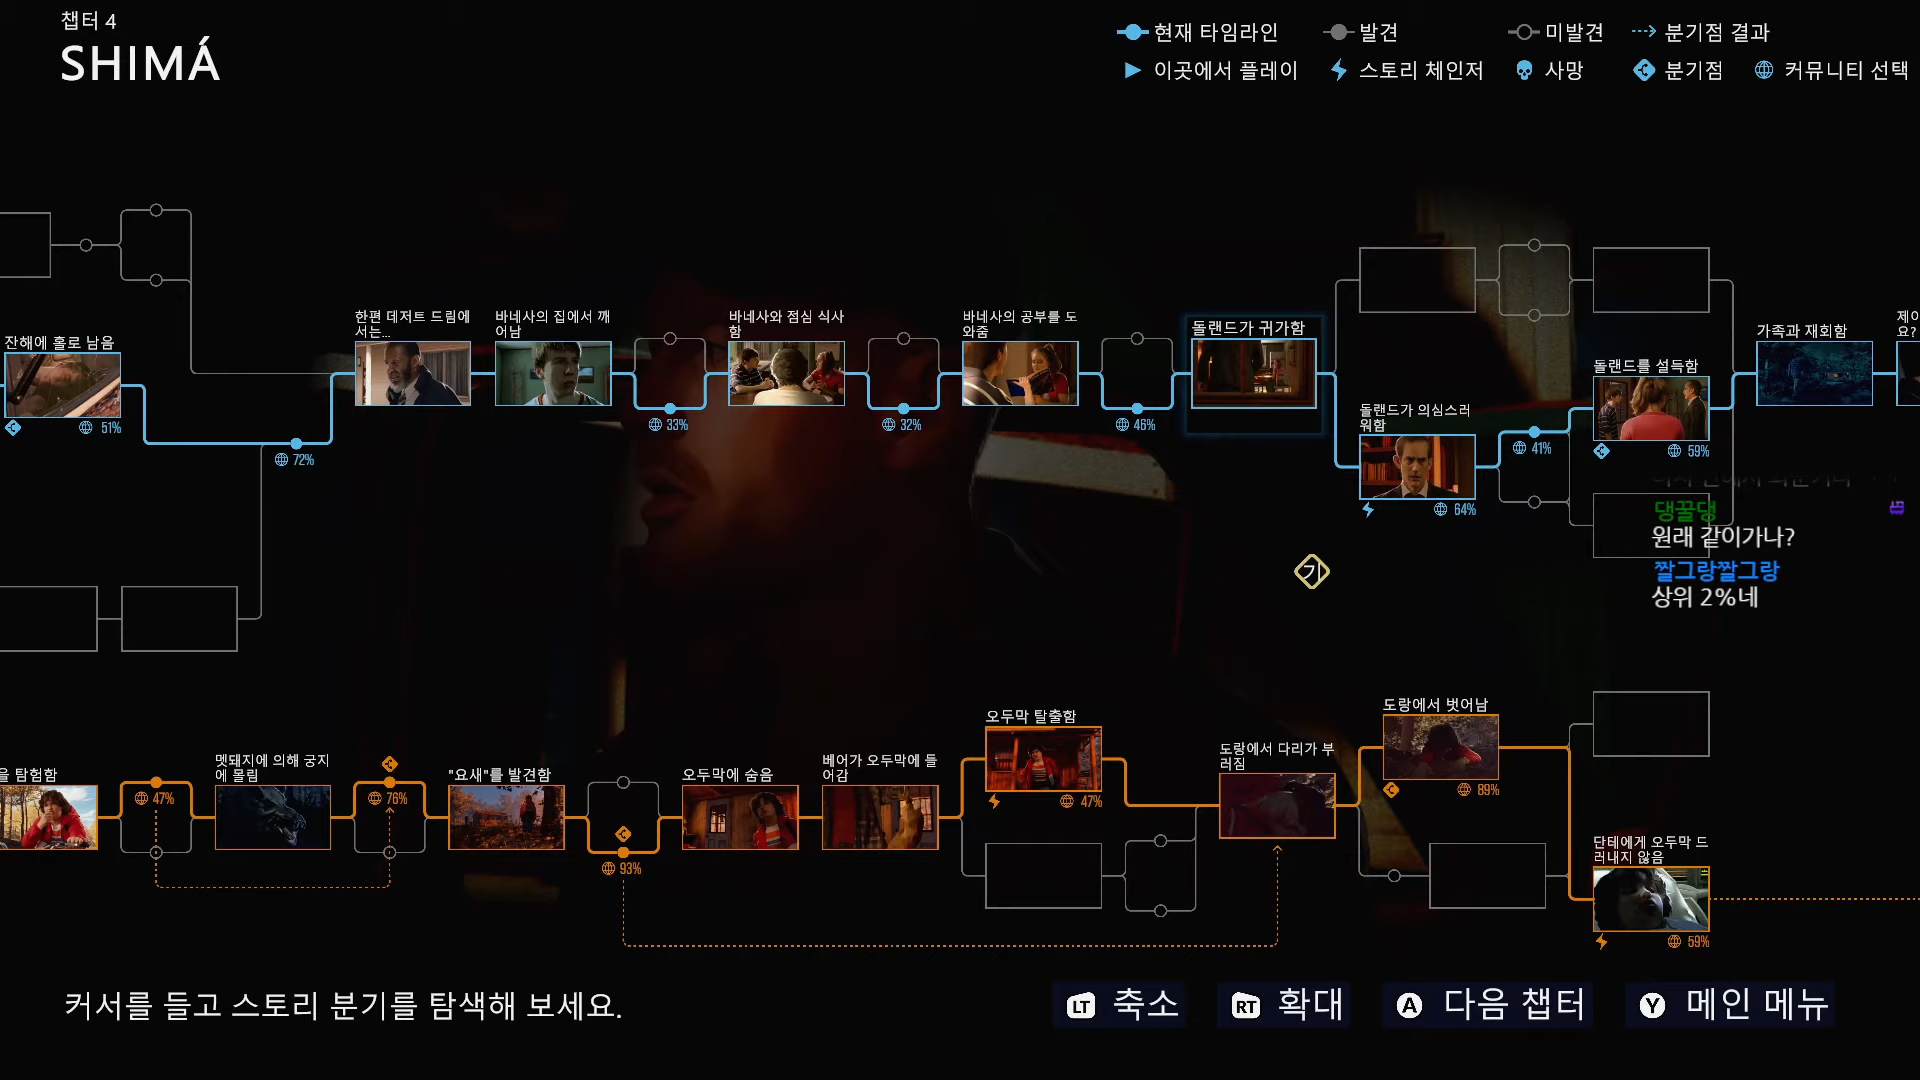 챕터 4
SHIMÁ
현재 타임라인
발견
미발견
분기점 결과
이곳에서 플레이
스토리 체인저
사망
분기점
커뮤니티 선택
잔해에 홀로 남음
51%
72%
한편 데저트 드림에
서는...
바네사의 집에서 깨
어남
33%
바네사와 점심 식사
함
32%
바네사의 공부를 도
와줌
46%
돌랜드가 귀가함
돌랜드가 의심스러
워함
64%
41%
돌랜드를 설득함
59%
가족과 재회함
제이
요?
댕꿀댕
원래 같이가나?
짤그랑짤그랑
상위 2%네
기
을 탐험함
47%
멧돼지에 의해 궁지
에 몰림
76%
"요새"를 발견함
93%
오두막에 숨음
베어가 오두막에 들
어감
오두막 탈출함
47%
도랑에서 다리가 부
러짐
도랑에서 벗어남
89%
단테에게 오두막 드
러내지 않음
59%
커서를 들고 스토리 분기를 탐색해 보세요.
LT 축소
RT 확대
A 다음 챕터
Y 메인 메뉴